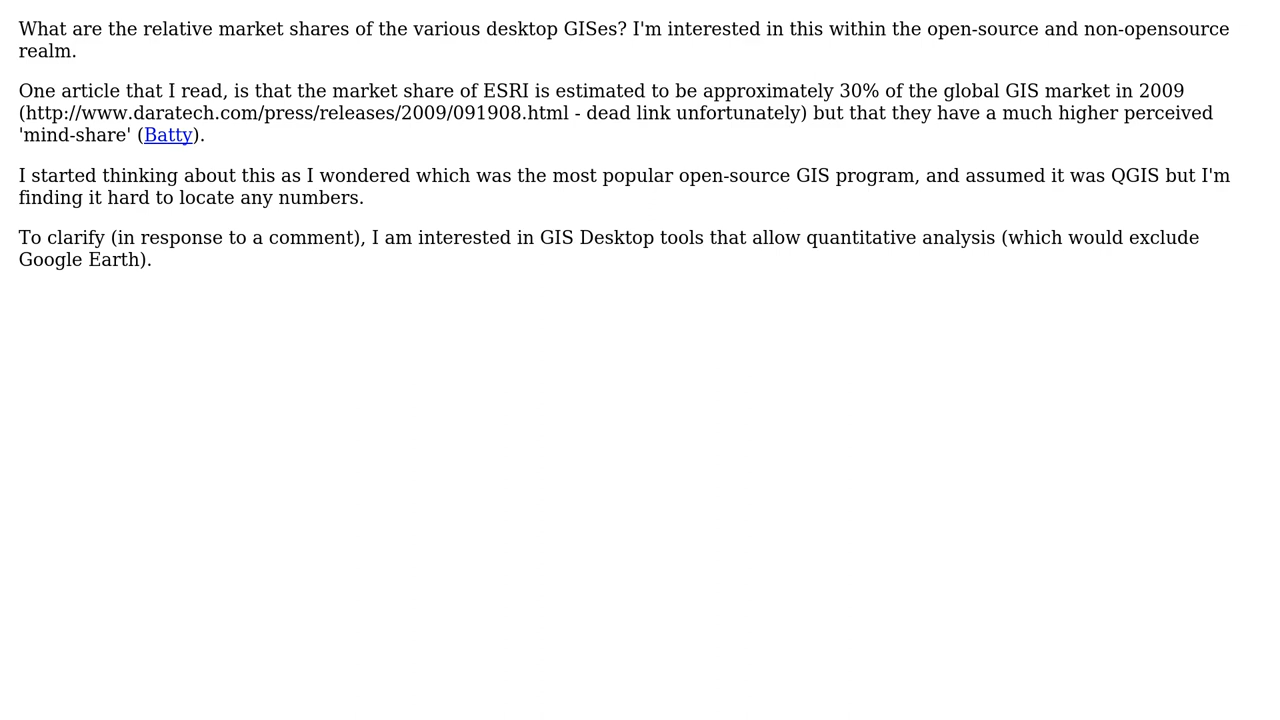 What are the relative market shares of the various desktop GISes? I'm interested in this within the open-source and non-opensource
realm.
One article that I read, is that the market share of ESRI is estimated to be approximately 30% of the global GIS market in 2009
(http://www.daratech.com/press/releases/2009/091908.html - dead link unfortunately) but that they have a much higher perceived
'mind-share' (Batty).
I started thinking about this as I wondered which was the most popular open-source GIS program, and assumed it was QGIS but I'm
finding it hard to locate any numbers.
To clarify (in response to a comment), I am interested in GIS Desktop tools that allow quantitative analysis (which would exclude
Google Earth).